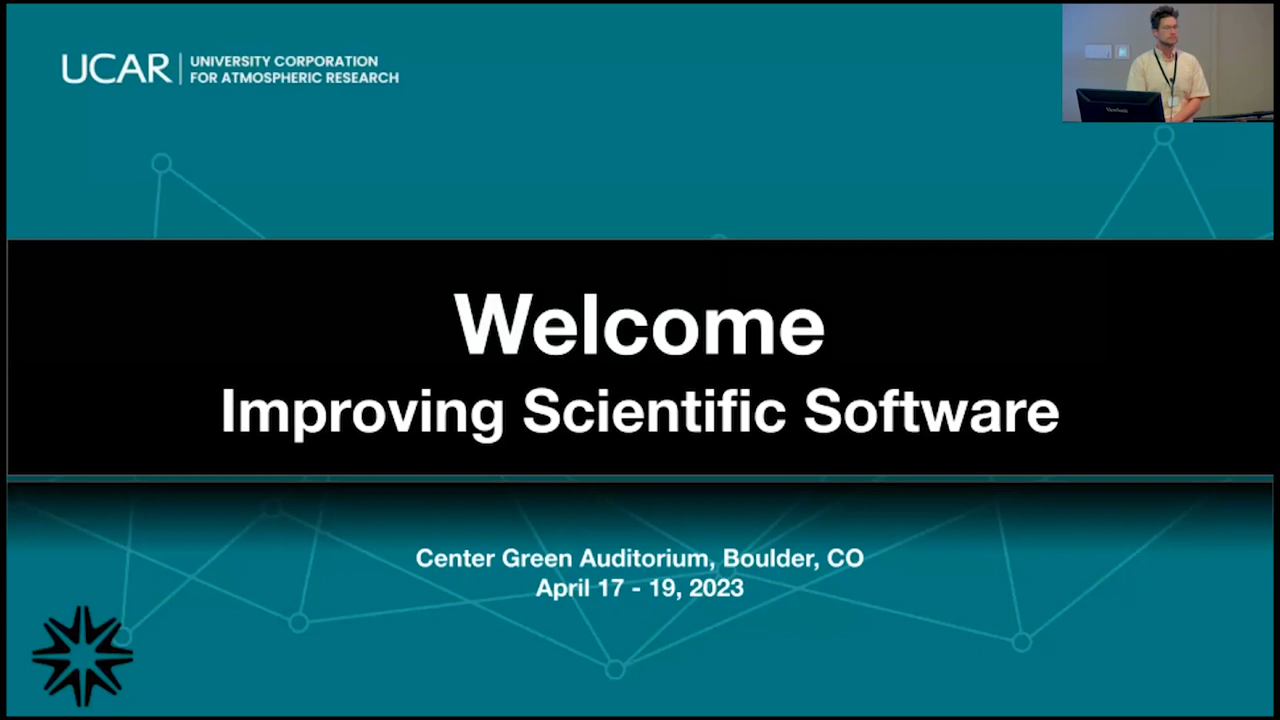 UCAR
UNIVERSITY CORPORATION
FOR ATMOSPHERIC RESEARCH
ViewSonic
Welcome
Improving Scientific Software
Center Green Auditorium, Boulder, CO
April 17 - 19, 2023